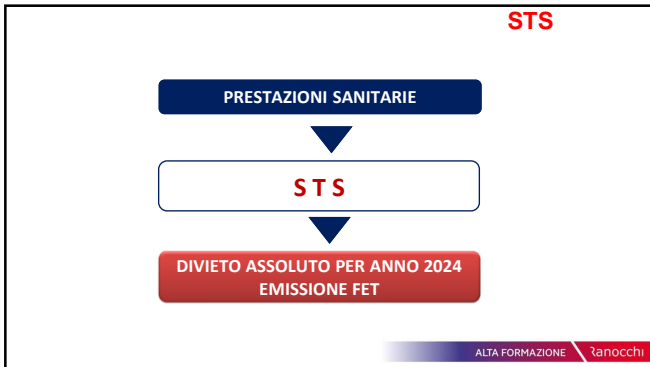 STS
PRESTAZIONI SANITARIE
S T S
DIVIETO ASSOLUTO PER ANNO 2024
EMISSIONE FET
ALTA FORMAZIONE Ranocchi